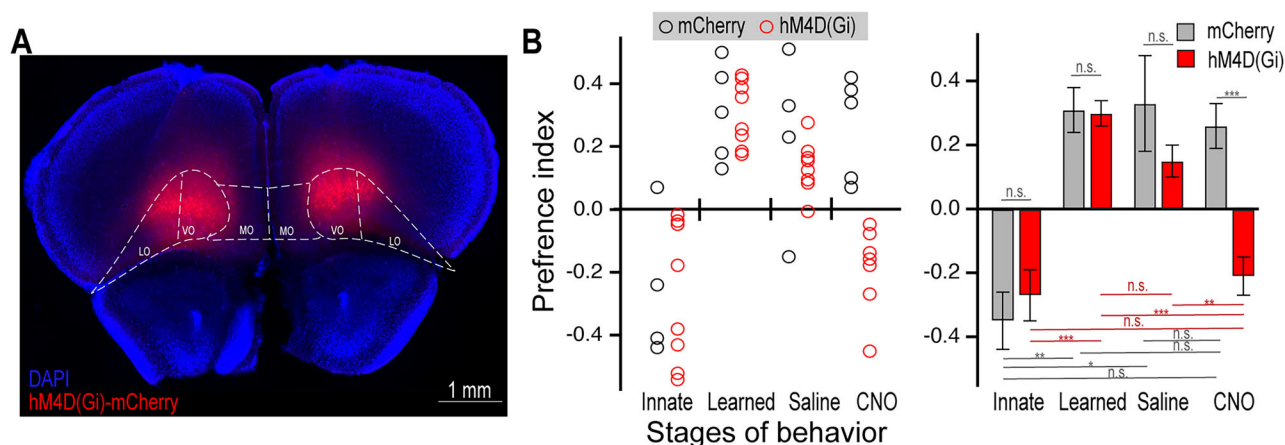 A
LO
VO
MO
MO
VO
LO
DAPI
hM4D(Gi)-mCherry
1 mm
B
mCherry
hM4D(Gi)
Prefrence index
0.4
0.2
0.0
-0.2
-0.4
Innate
Learned
Saline
CNO
Stages of behavior
mCherry
hM4D(Gi)
0.4
0.2
0.0
-0.2
-0.4
n.s.
n.s.
n.s.
***
n.s.
**
***
n.s.
***
n.s.
n.s.
**
*
n.s.
Innate
Learned
Saline
CNO